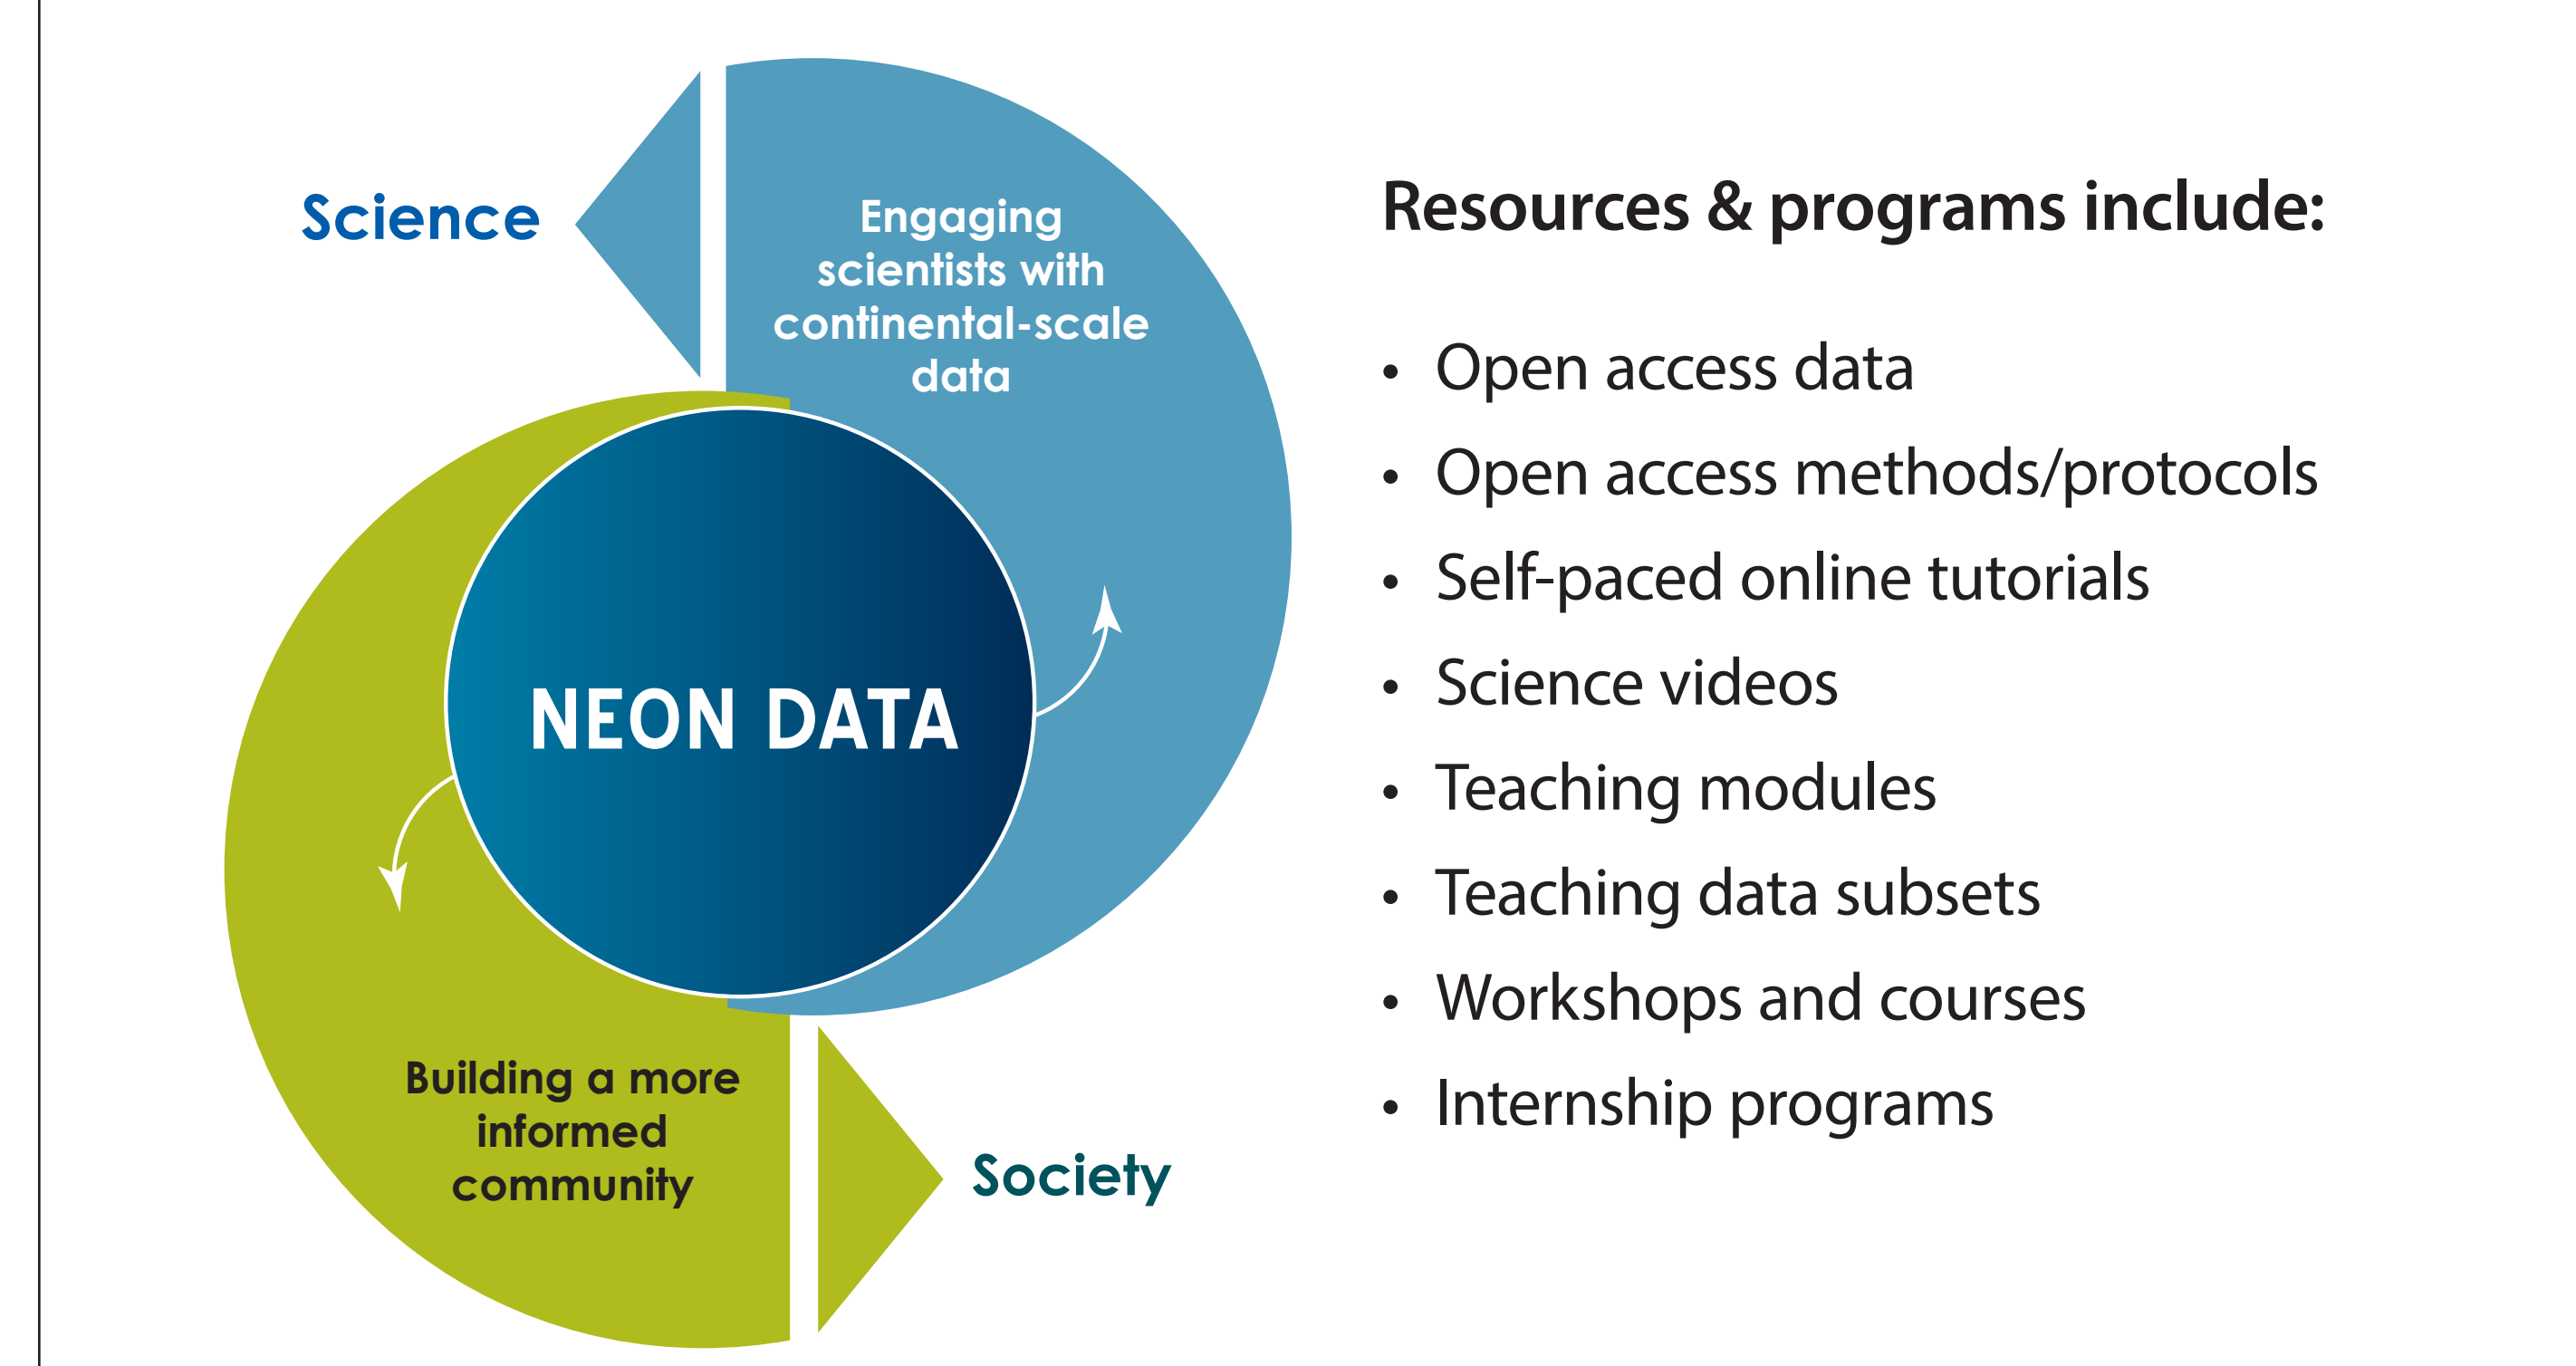 Science
Engaging
scientists with
continental-scale
data
NEON DATA
Building a more
informed
community
Society
Resources & programs include:
• Open access data
• Open access methods/protocols
• Self-paced online tutorials
• Science videos
• Teaching modules
• Teaching data subsets
• Workshops and courses
• Internship programs